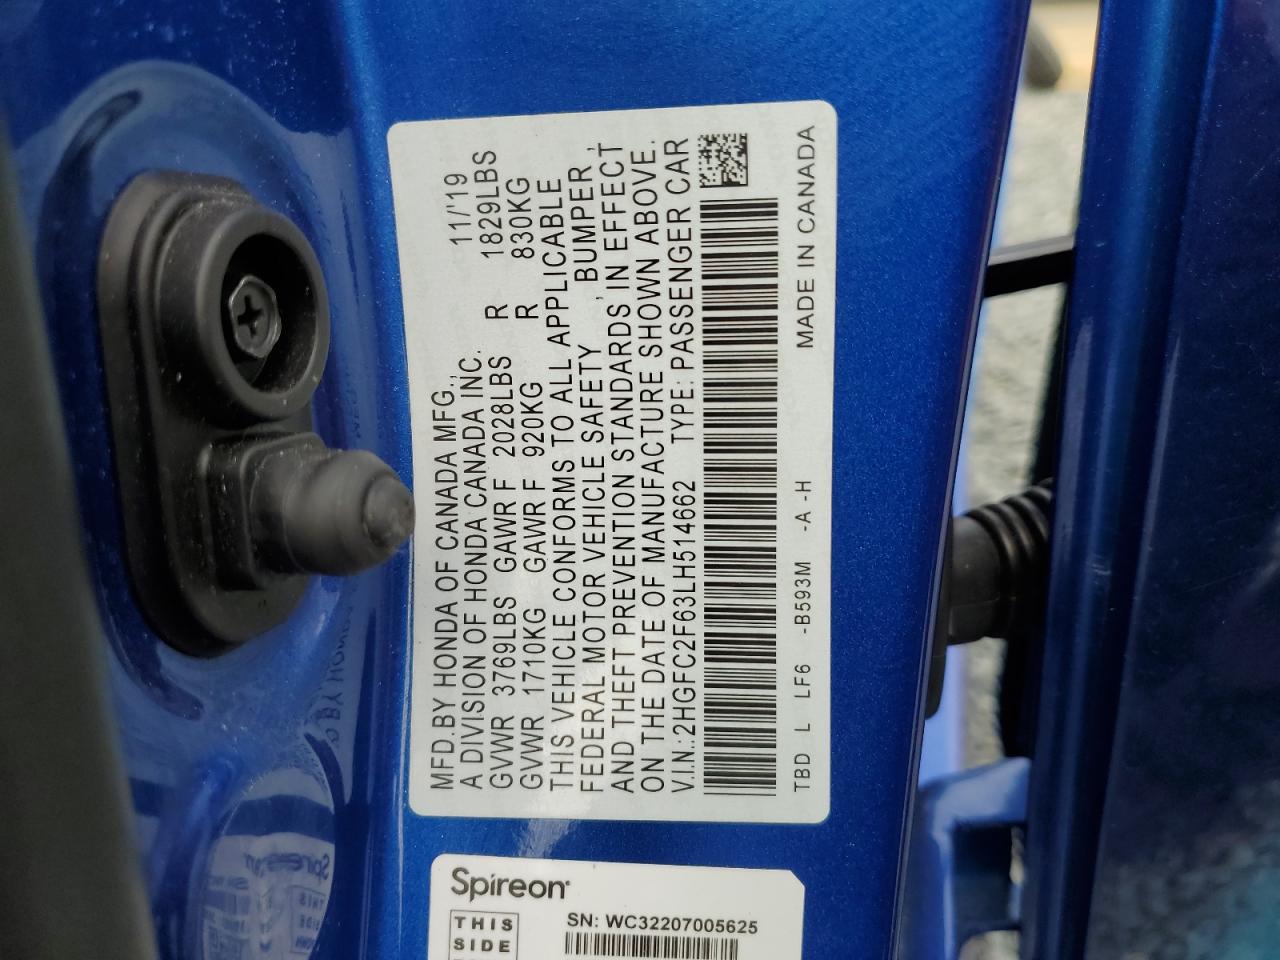 MFD.BY HONDA OF CANADA MFG., 11/'19
A DIVISION OF HONDA CANADA INC.
GVWR 3769LBS GAWR F 2028LBS R 1829LBS
GVWR 1710KG GAWR F 920KG R 830KG
THIS VEHICLE CONFORMS TO ALL APPLICABLE
FEDERAL MOTOR VEHICLE SAFETY , BUMPER ,
AND THEFT PREVENTION STANDARDS IN EFFECT
ON THE DATE OF MANUFACTURE SHOWN ABOVE.
V.I.N.:2HGFC2F63LH514662 TYPE: PASSENGER CAR
TBD L LF6 -B593M -A -H MADE IN CANADA
Spireon
THIS
SIDE
SN: WC32207005625